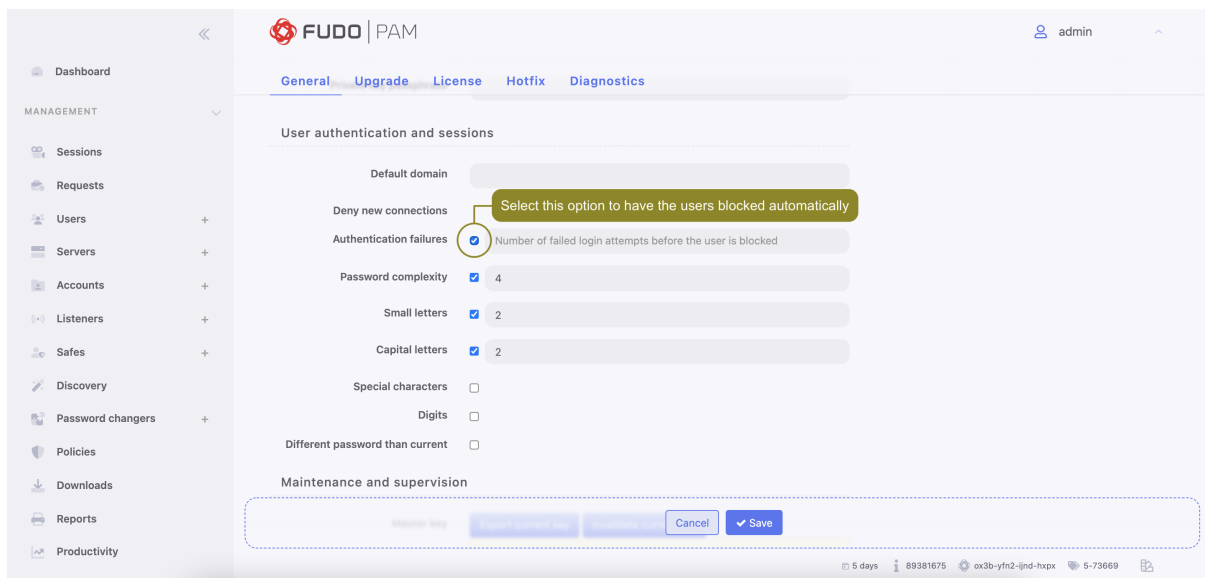 FUDO PAM
admin
Dashboard
MANAGEMENT
Sessions
Requests
Users +
Servers +
Accounts +
Listeners +
Safes +
Discovery
Password changers +
Policies
Downloads
Reports
Productivity
General Upgrade License Hotfix Diagnostics
User authentication and sessions
Default domain
Deny new connections
Select this option to have the users blocked automatically
Authentication failures Number of failed login attempts before the user is blocked
Password complexity 4
Small letters 2
Capital letters 2
Special characters
Digits
Different password than current
Maintenance and supervision
Master key Export current key
Cancel Save
5 days 89381675 ox3b-yfn2-ijnd-hxpx 5-73669